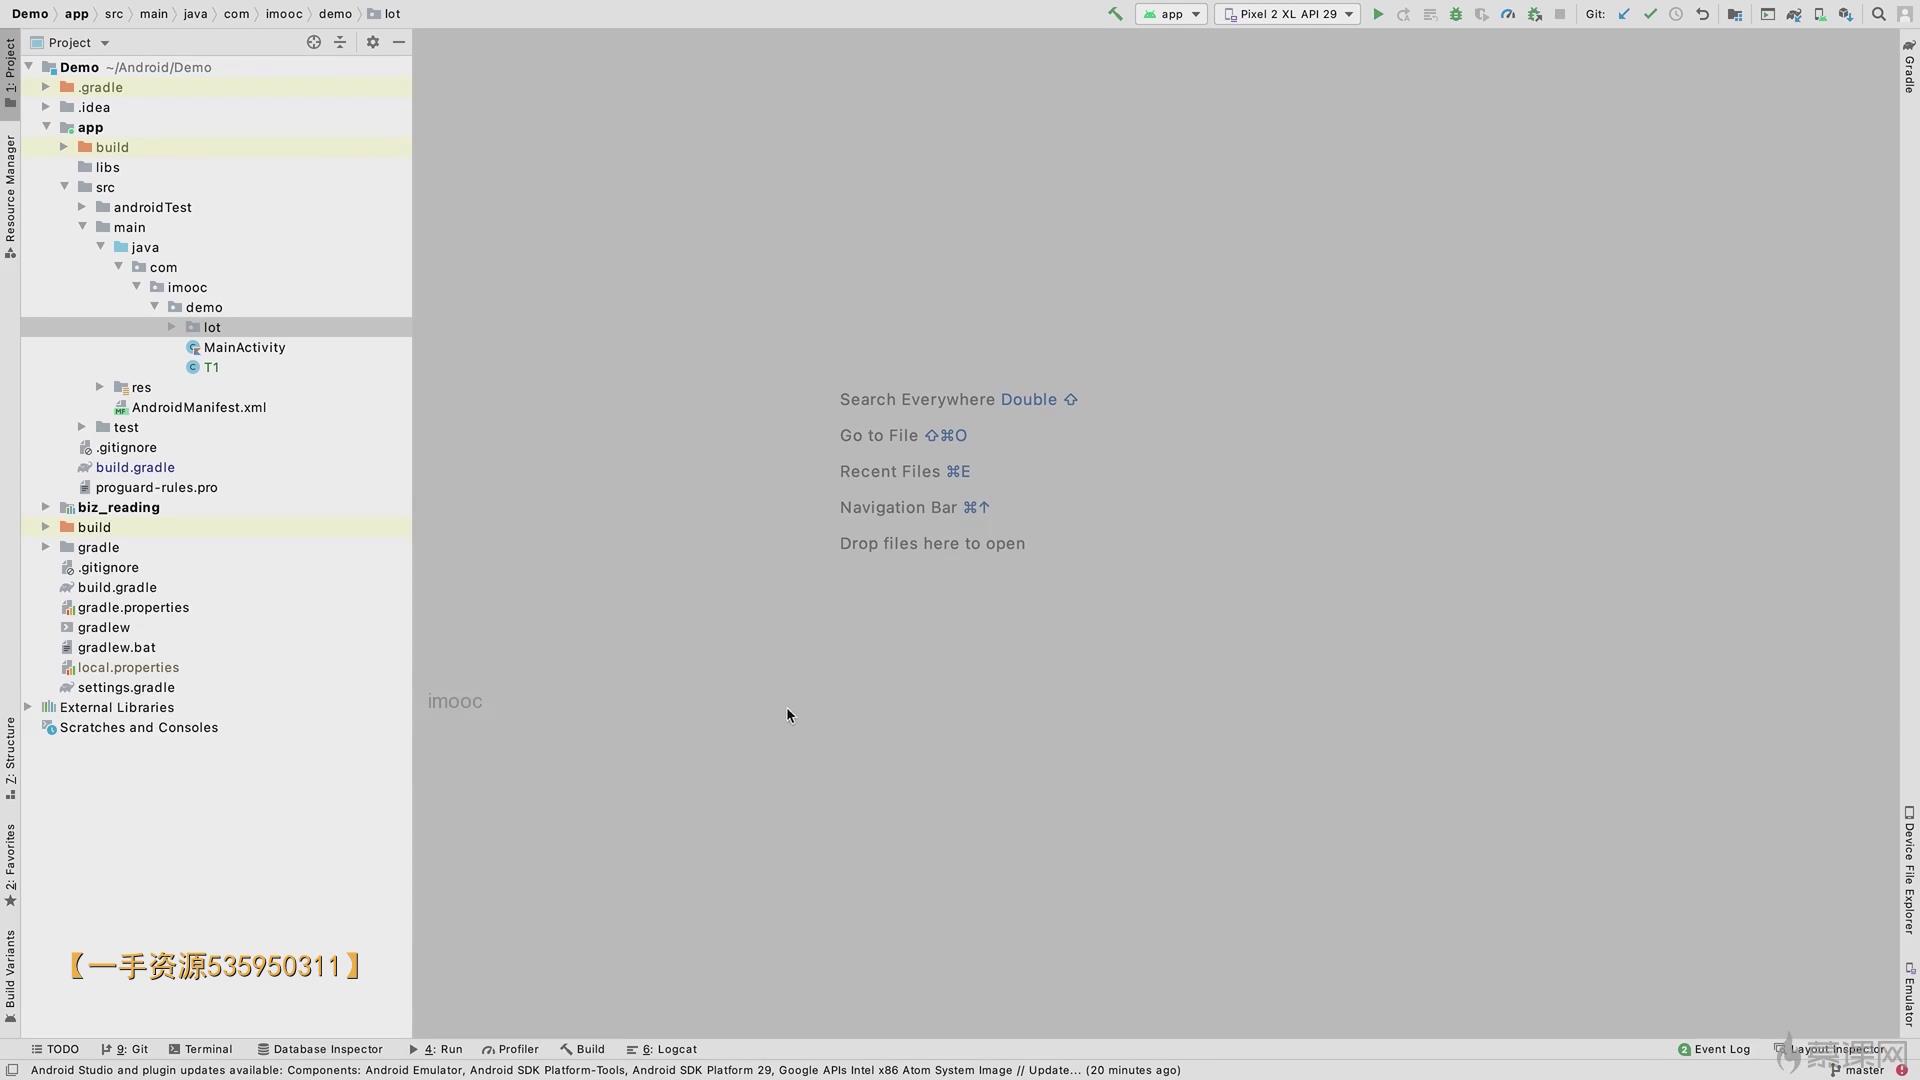 Demo app src main java com imooc demo lot
app Pixel 2 XL API 29 Git:
1: Project
Resource Manager
Z: Structure
2: Favorites
Build Variants
Project
Demo ~/Android/Demo
.gradle
.idea
app
build
libs
src
androidTest
main
java
com
imooc
demo
lot
MainActivity
T1
res
AndroidManifest.xml
test
.gitignore
build.gradle
proguard-rules.pro
biz_reading
build
gradle
.gitignore
build.gradle
gradle.properties
gradlew
gradlew.bat
local.properties
settings.gradle
External Libraries
Scratches and Consoles
【一手资源535950311】
Search Everywhere Double ⇧
Go to File ⇧⌘O
Recent Files ⌘E
Navigation Bar ⌘↑
Drop files here to open
imooc
Gradle
Device File Explorer
Emulator
TODO 9: Git Terminal Database Inspector 4: Run Profiler Build 6: Logcat 2 Event Log Layout Inspector
慕课网
Android Studio and plugin updates available: Components: Android Emulator, Android SDK Platform-Tools, Android SDK Platform 29, Google APIs Intel x86 Atom System Image // Update... (20 minutes ago) master